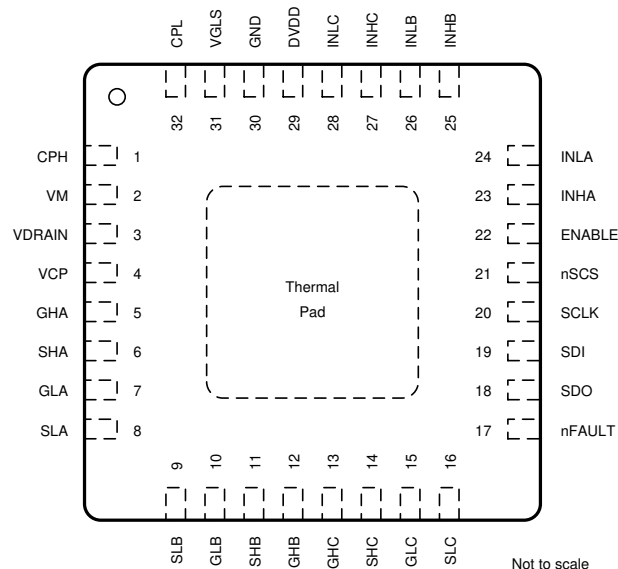 CPL VGLS GND DVDD INLC INHC INLB INHB
32 31 30 29 28 27 26 25
CPH 1 24 INLA
VM 2 23 INHA
VDRAIN 3 22 ENABLE
VCP 4 21 nSCS
GHA 5 20 SCLK
SHA 6 19 SDI
GLA 7 18 SDO
SLA 8 17 nFAULT
Thermal
Pad
9 10 11 12 13 14 15 16
SLB GLB SHB GHB GHC SHC GLC SLC
Not to scale